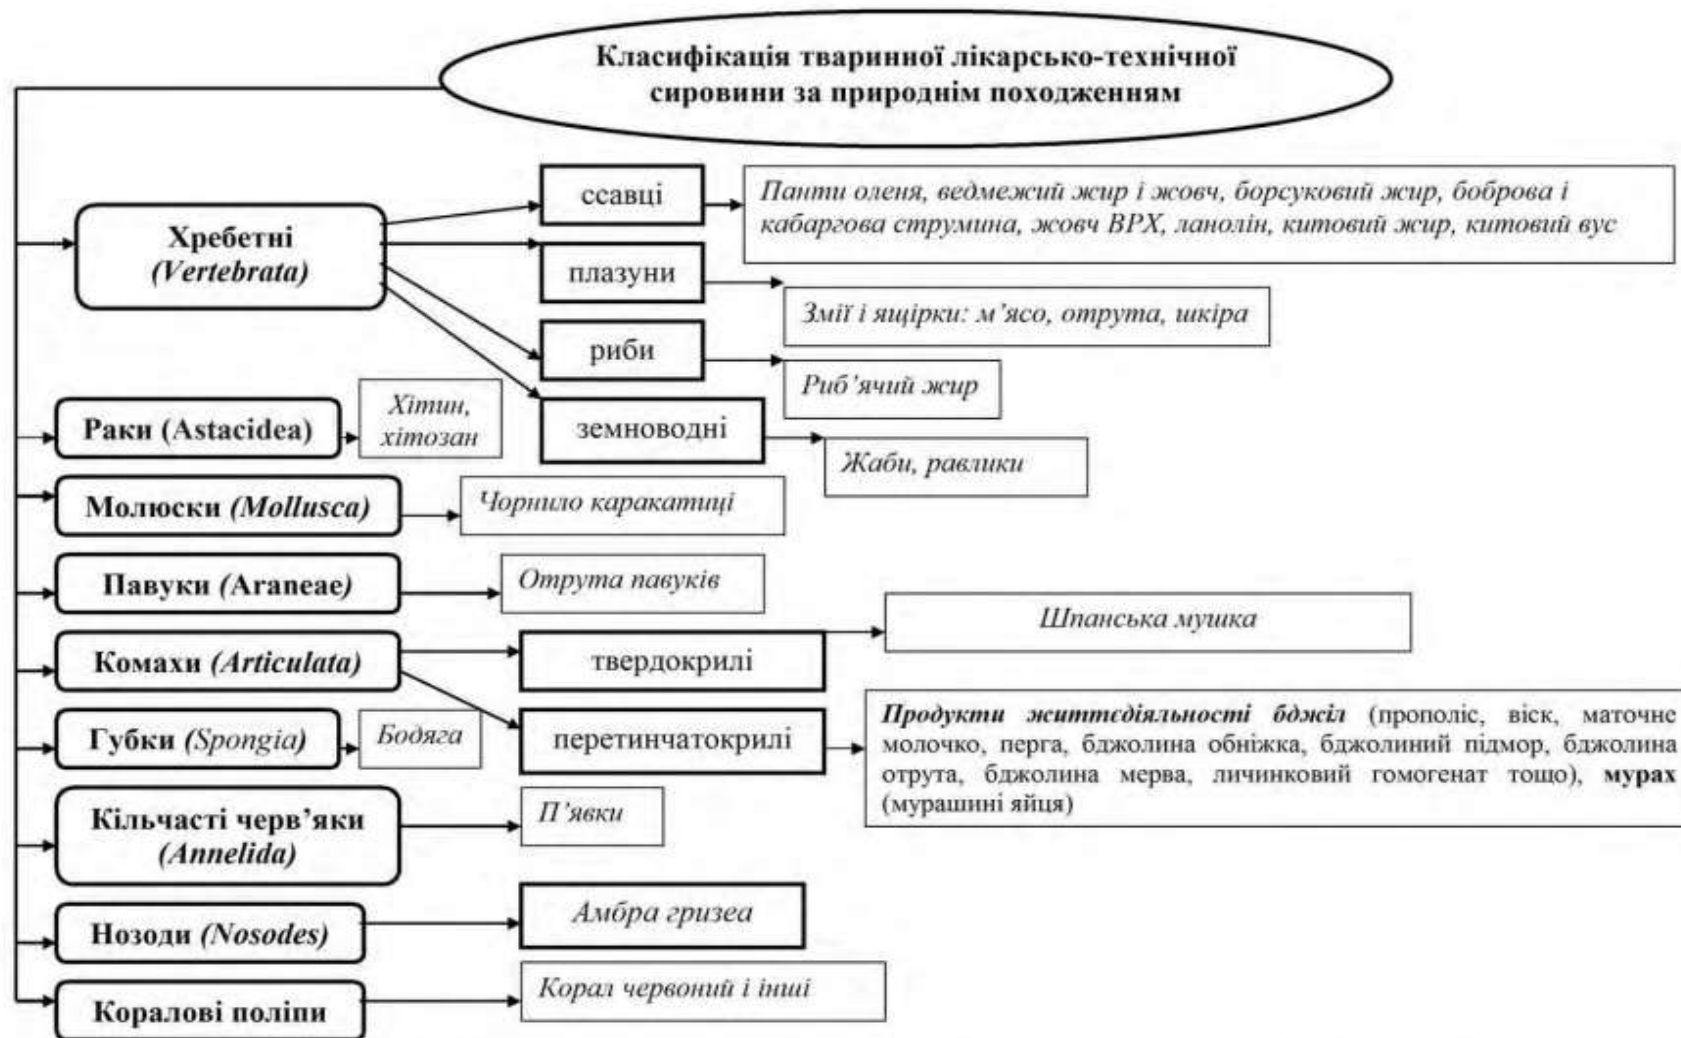 Класифікація тваринної лікарсько-технічної
сировини за природнім походженням
Хребетні
(Vertebrata)
ссавці
Панти оленя, ведмежий жир і жовч, борсуковий жир, боброва і
кабаргова струмина, жовч ВРХ, ланолін, китовий жир, китовий вус
плазуни
Змії і ящірки: м’ясо, отрута, шкіра
риби
Риб’ячий жир
земноводні
Жаби, равлики
Раки (Astacidea)
Хітин,
хітозан
Молюски (Mollusca)
Чорнило каракатиці
Павуки (Araneae)
Отрута павуків
Комахи (Articulata)
твердокрилі
Шпанська мушка
перетинчатокрилі
Продукти життєдіяльності бджіл (прополіс, віск, маточне
молочко, перга, бджолина обніжка, бджолиний підмор, бджолина
отрута, бджолина мерва, личинковий гомогенат тощо), мурах
(мурашині яйця)
Губки (Spongia)
Бодяга
Кільчасті черв’яки
(Annelida)
П’явки
Нозоди (Nosodes)
Амбра гризеа
Коралові поліпи
Корал червоний і інші